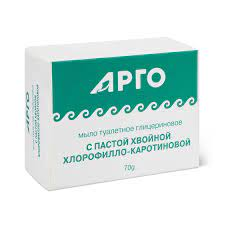 АРГО
МЫЛО ТУАЛЕТНОЕ ГЛИЦЕРИНОВОЕ
С ПАСТОЙ ХВОЙНОЙ
ХЛОРОФИЛЛО-КАРОТИНОВОЙ
70g